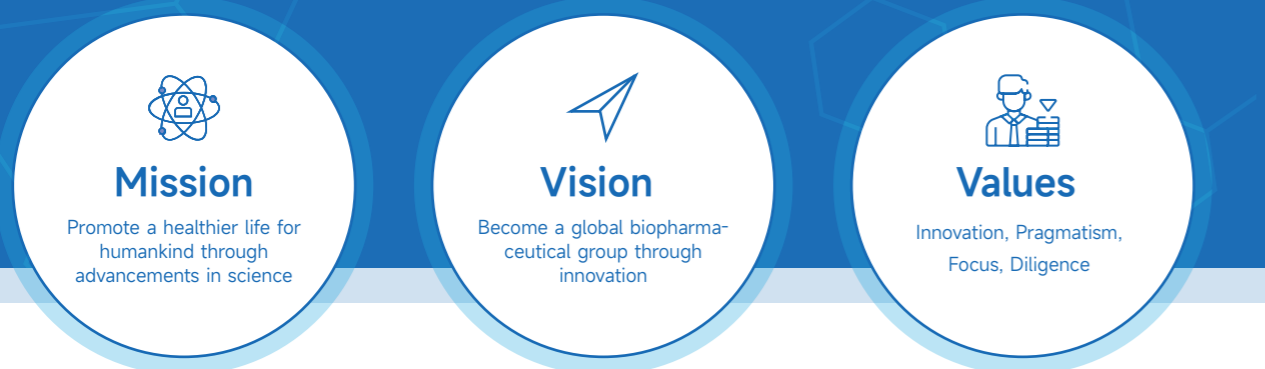 Mission
Promote a healthier life for
humankind through
advancements in science
Vision
Become a global biopharma-
ceutical group through
innovation
Values
Innovation, Pragmatism,
Focus, Diligence